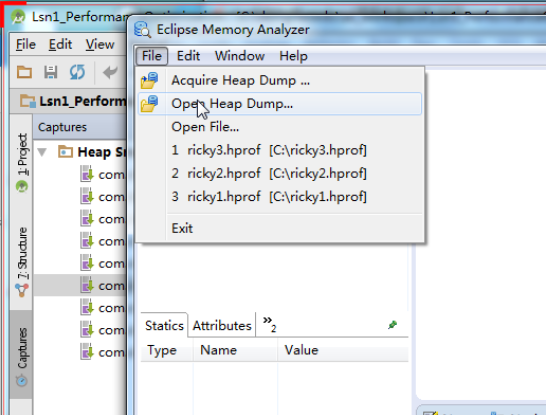 Lsn1_Performan
Eclipse Memory Analyzer
File Edit View
File Edit Window Help
Acquire Heap Dump ...
Open Heap Dump...
Open File...
1 ricky3.hprof [C:\ricky3.hprof]
2 ricky2.hprof [C:\ricky2.hprof]
3 ricky1.hprof [C:\ricky1.hprof]
Exit
Lsn1_Perform
Captures
Heap Sn
com
com
com
com
com
com
com
com
com
1: Project
7: Structure
Captures
Statics Attributes »2
Type Name Value